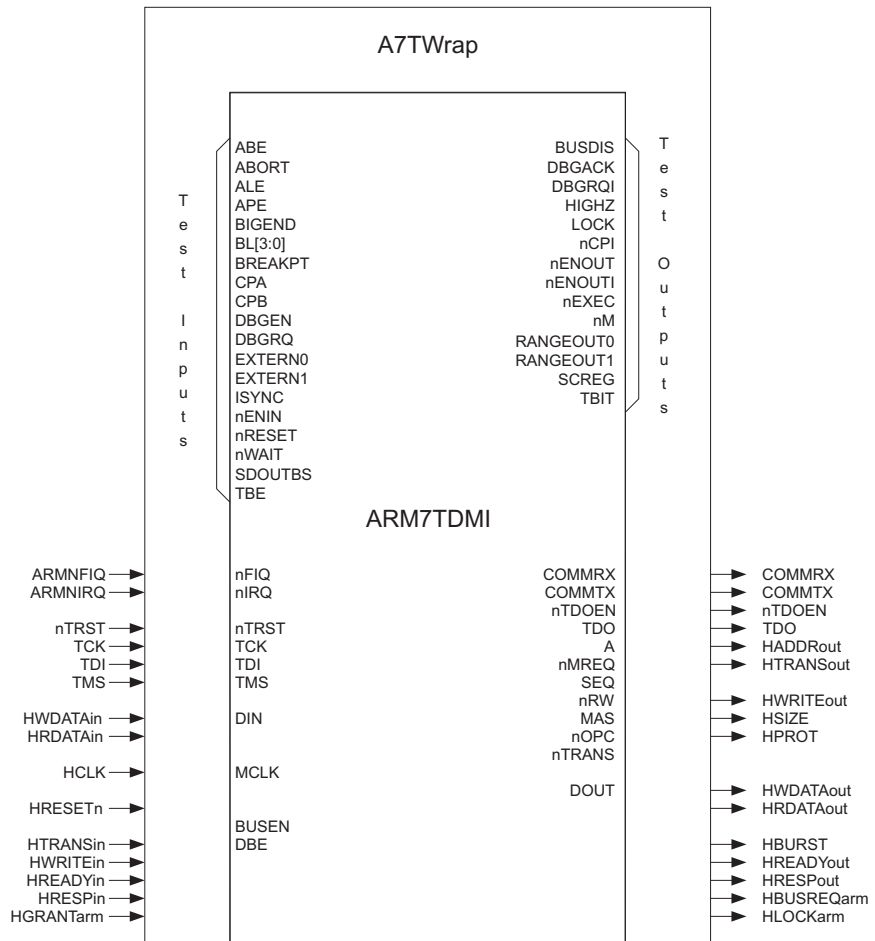 A7TWrap
Test Inputs
ABE
ABORT
ALE
APE
BIGEND
BL[3:0]
BREAKPT
CPA
CPB
DBGEN
DBGRQ
EXTERN0
EXTERN1
ISYNC
nENIN
nRESET
nWAIT
SDOUTBS
TBE
BUSDIS
DBGACK
DBGRQI
HIGHZ
LOCK
nCPI
nENOUT
nENOUTI
nEXEC
nM
RANGEOUT0
RANGEOUT1
SCREG
TBIT
Test Outputs
ARM7TDMI
ARMNFIQ
ARMNIRQ
nTRST
TCK
TDI
TMS
HWDATAin
HRDATAin
HCLK
HRESETn
HTRANSin
HWRITEin
HREADYin
HRESPin
HGRANTarm
nFIQ
nIRQ
nTRST
TCK
TDI
TMS
DIN
MCLK
BUSEN
DBE
COMMRX
COMMTX
nTDOEN
TDO
A
nMREQ
SEQ
nRW
MAS
nOPC
nTRANS
DOUT
COMMRX
COMMTX
nTDOEN
TDO
HADDRout
HTRANSout
HWRITEout
HSIZE
HPROT
HWDATAout
HRDATAout
HBURST
HREADYout
HRESPout
HBUSREQarm
HLOCKarm